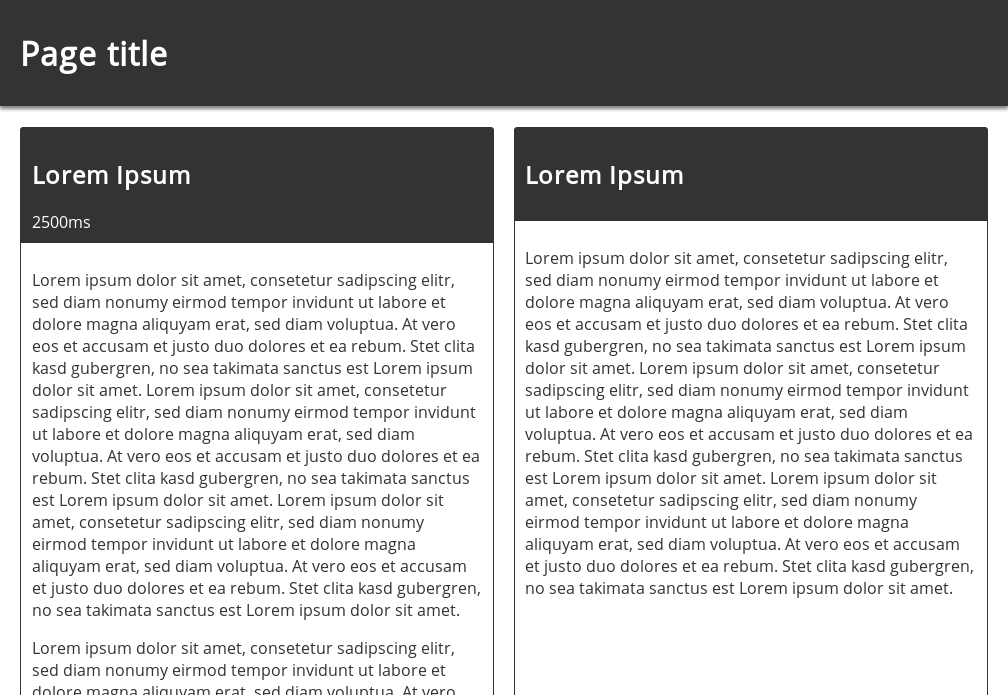 Page title
Lorem Ipsum
2500ms
Lorem ipsum dolor sit amet, consetetur sadipscing elitr,
sed diam nonumy eirmod tempor invidunt ut labore et
dolore magna aliquyam erat, sed diam voluptua. At vero
eos et accusam et justo duo dolores et ea rebum. Stet clita
kasd gubergren, no sea takimata sanctus est Lorem ipsum
dolor sit amet. Lorem ipsum dolor sit amet, consetetur
sadipscing elitr, sed diam nonumy eirmod tempor invidunt
ut labore et dolore magna aliquyam erat, sed diam
voluptua. At vero eos et accusam et justo duo dolores et ea
rebum. Stet clita kasd gubergren, no sea takimata sanctus
est Lorem ipsum dolor sit amet. Lorem ipsum dolor sit
amet, consetetur sadipscing elitr, sed diam nonumy
eirmod tempor invidunt ut labore et dolore magna
aliquyam erat, sed diam voluptua. At vero eos et accusam
et justo duo dolores et ea rebum. Stet clita kasd gubergren,
no sea takimata sanctus est Lorem ipsum dolor sit amet.
Lorem ipsum dolor sit amet, consetetur sadipscing elitr,
sed diam nonumy eirmod tempor invidunt ut labore et
dolore magna aliquyam erat, sed diam voluptua. At vero
Lorem Ipsum
Lorem ipsum dolor sit amet, consetetur sadipscing elitr,
sed diam nonumy eirmod tempor invidunt ut labore et
dolore magna aliquyam erat, sed diam voluptua. At vero
eos et accusam et justo duo dolores et ea rebum. Stet clita
kasd gubergren, no sea takimata sanctus est Lorem ipsum
dolor sit amet. Lorem ipsum dolor sit amet, consetetur
sadipscing elitr, sed diam nonumy eirmod tempor invidunt
ut labore et dolore magna aliquyam erat, sed diam
voluptua. At vero eos et accusam et justo duo dolores et ea
rebum. Stet clita kasd gubergren, no sea takimata sanctus
est Lorem ipsum dolor sit amet. Lorem ipsum dolor sit
amet, consetetur sadipscing elitr, sed diam nonumy
eirmod tempor invidunt ut labore et dolore magna
aliquyam erat, sed diam voluptua. At vero eos et accusam
et justo duo dolores et ea rebum. Stet clita kasd gubergren,
no sea takimata sanctus est Lorem ipsum dolor sit amet.